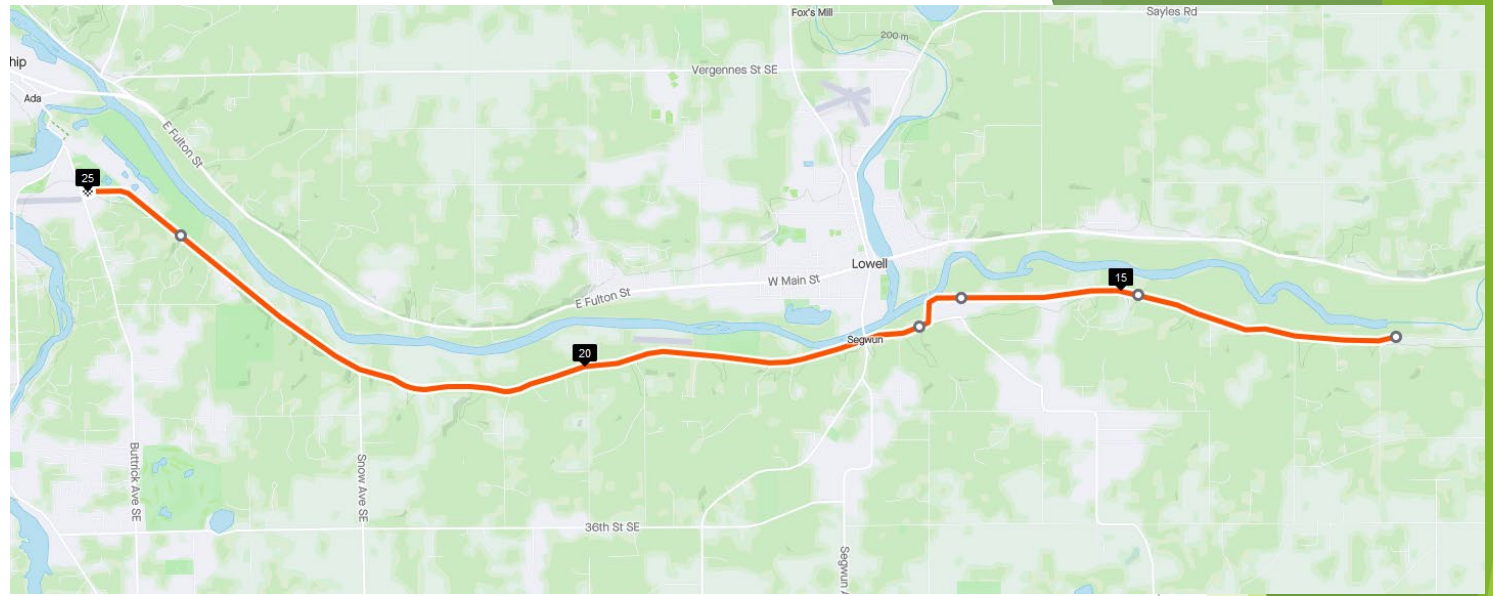 Fox's Mill
Sayles Rd
200 m
hip
Vergennes St SE
Ada
E Fulton St
25
Lowell
W Main St
15
E Fulton St
Segwun
20
Buttrick Ave SE
Snow Ave SE
36th St SE
Segwun A